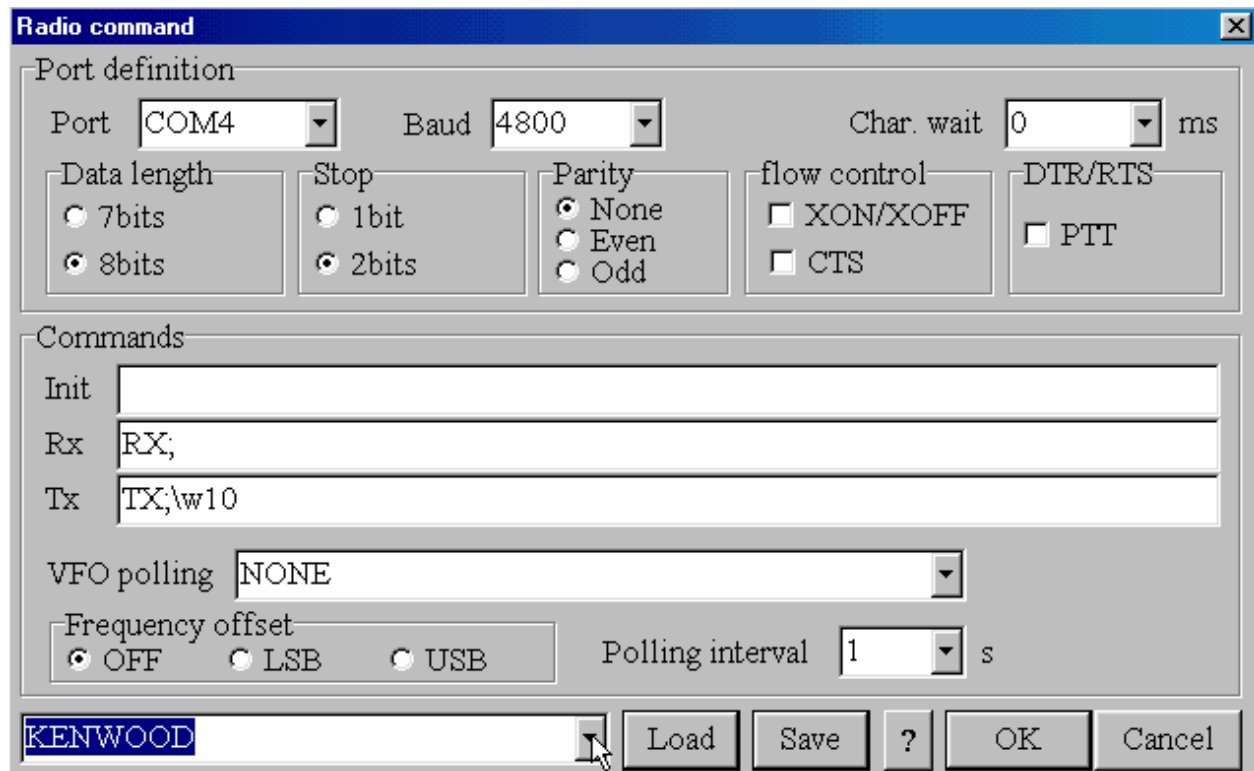 Radio command
Port definition
Port COM4 Baud 4800 Char. wait 0 ms
Data length Stop Parity flow control DTR/RTS
7bits 1bit None XON/XOFF PTT
Even
8bits 2bits Odd CTS
Commands
Init
Rx RX;
Tx TX;\w10
VFO polling NONE
Frequency offset
OFF LSB USB Polling interval 1 s
KENWOOD Load Save ? OK Cancel